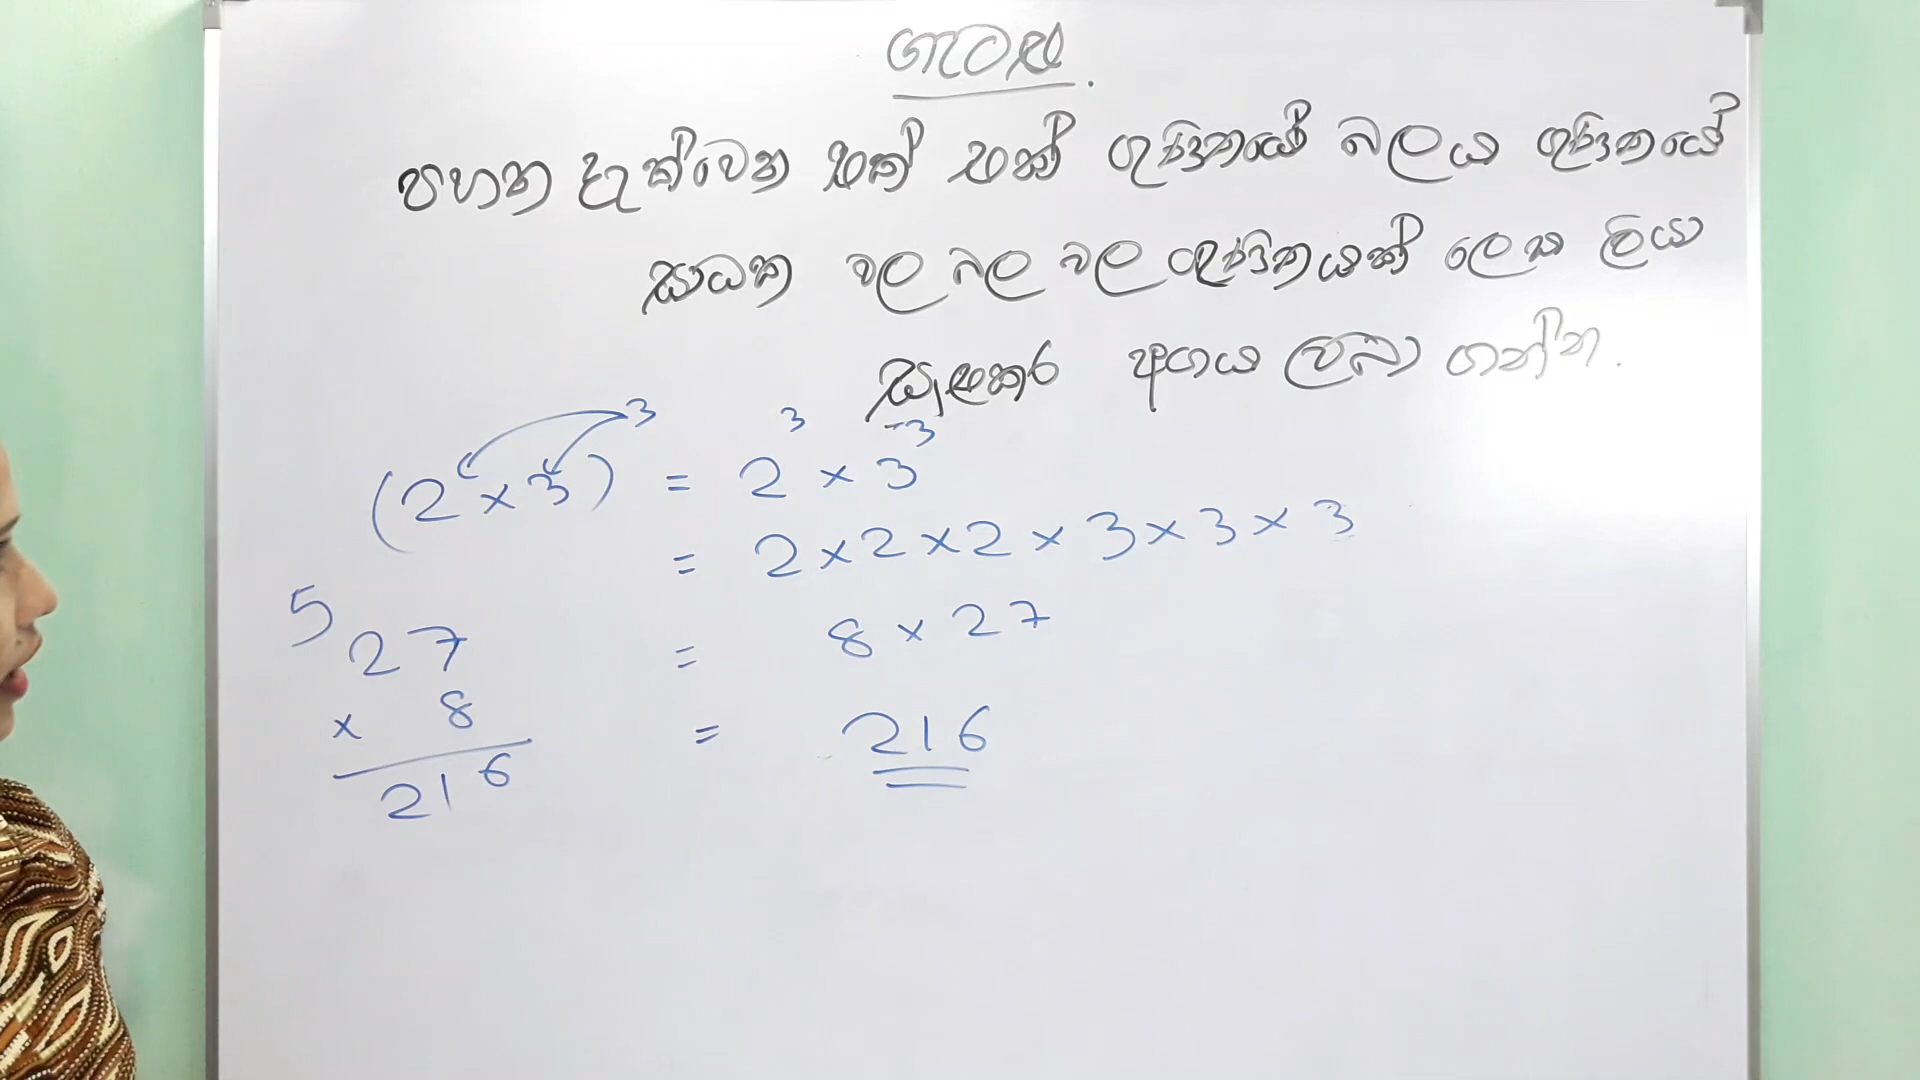 ගැටළු.
පහත දැක්වෙන එක් එක් ගුණිතයේ බලය ගුණිතයේ
සාධක වල බල වල ගුණිතයක් ලෙස ලියා
සුළුකර අගය ලබා ගන්න.
(2 × 3)³ = 2³ × 3³
= 2 × 2 × 2 × 3 × 3 × 3
= 8 × 27
= 216
5
27
× 8
216